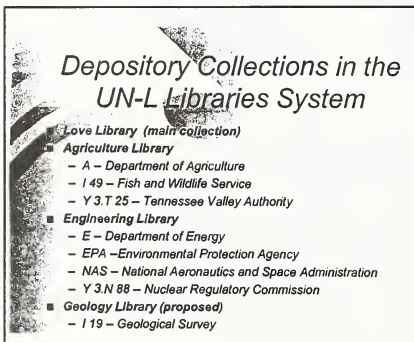 Depository Collections in the
UN-L Libraries System
■ Love Library (main collection)
■ Agriculture Library
– A – Department of Agriculture
– I 49 – Fish and Wildlife Service
– Y 3.T 25 – Tennessee Valley Authority
■ Engineering Library
– E – Department of Energy
– EPA –Environmental Protection Agency
– NAS – National Aeronautics and Space Administration
– Y 3.N 88 – Nuclear Regulatory Commission
■ Geology Library (proposed)
– I 19 – Geological Survey